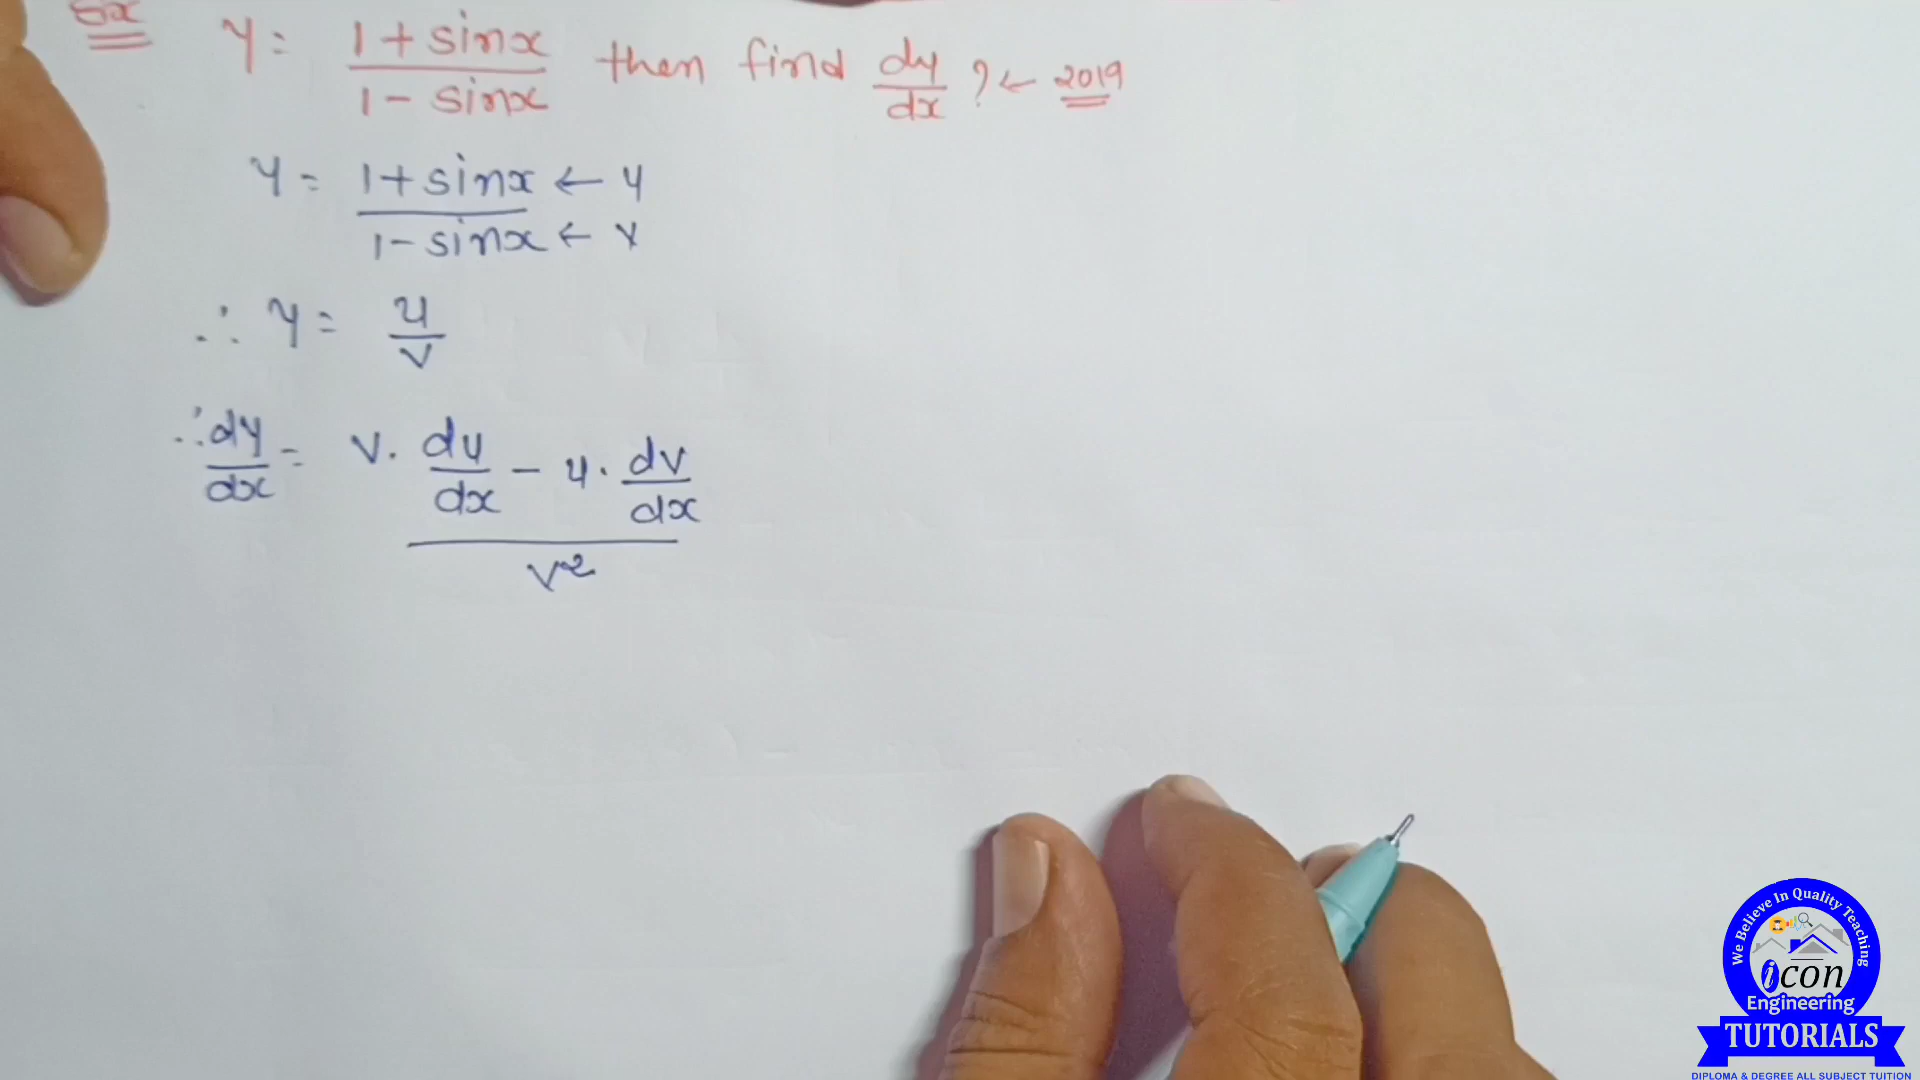 Ex y = 1 + sinx / 1 - sinx then find dy/dx ? ← 2019
y = 1 + sinx ← u / 1 - sinx ← v
∴ y = u / v
∴ dy/dx = v. du/dx - u. dv/dx / v²
We Believe In Quality Teaching
icon
Engineering
TUTORIALS
DIPLOMA & DEGREE ALL SUBJECT TUITION